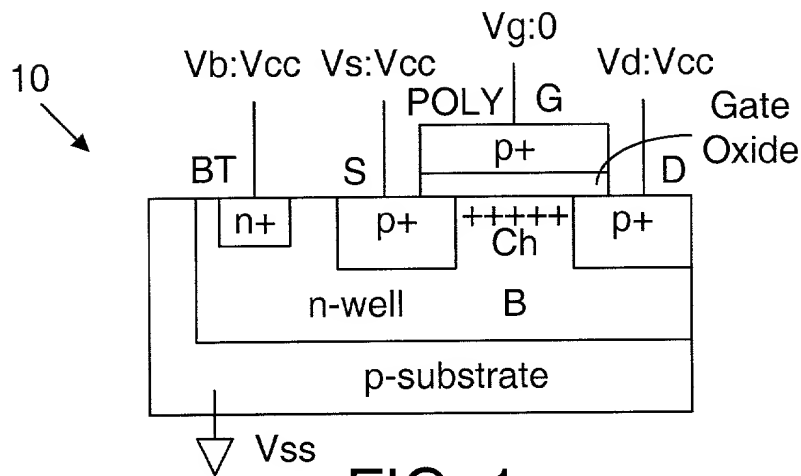 Vg:0
10
Vb:Vcc Vs:Vcc Vd:Vcc
POLY G Gate
Oxide
p+
BT S D
n+ p+ +++++ p+
Ch
n-well B
p-substrate
Vss
FIG. 1